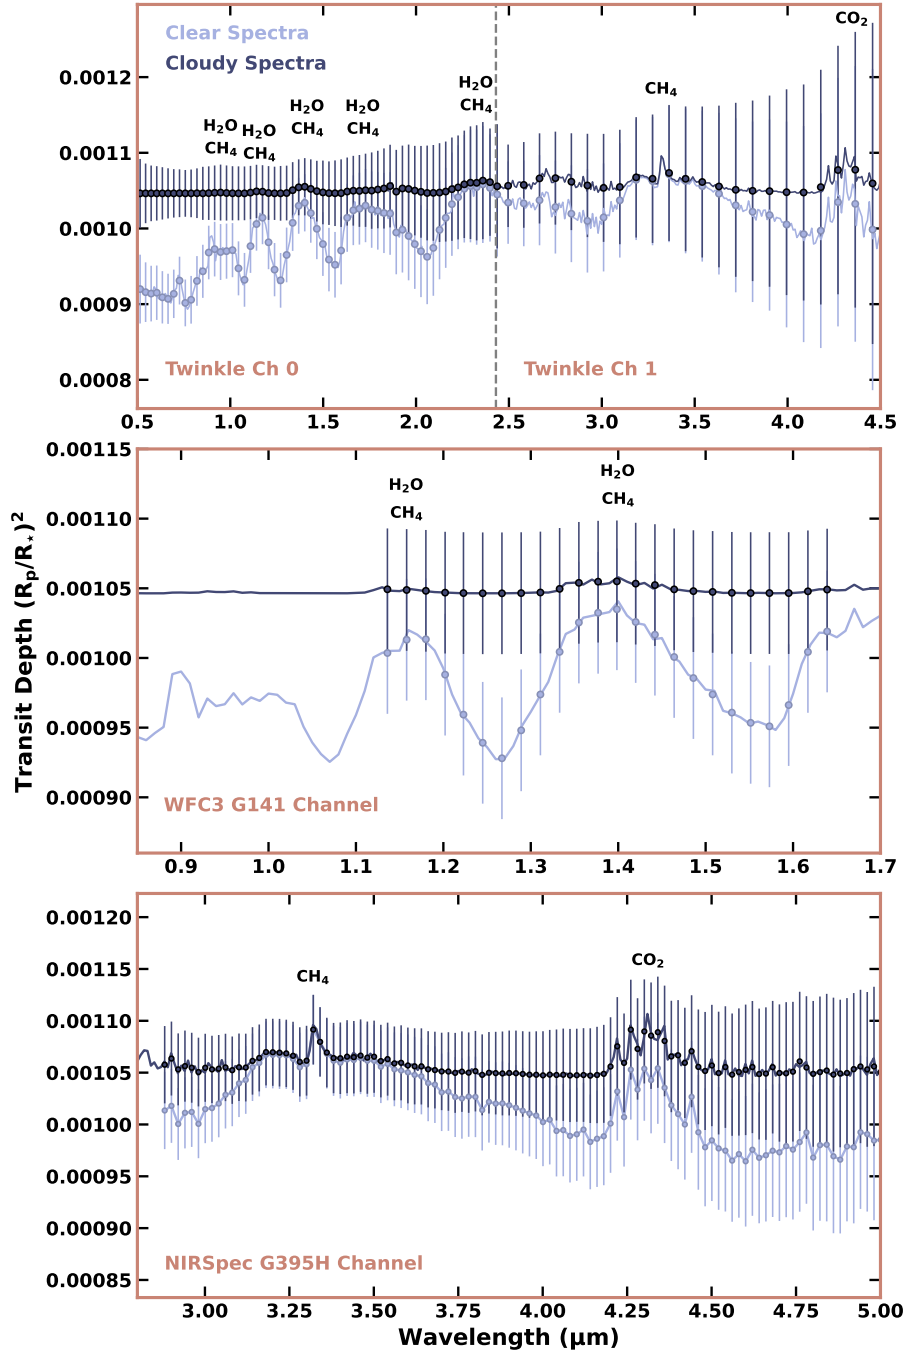 CO₂
Clear Spectra
Cloudy Spectra
0.0012
H₂O
CH₄
H₂O
CH₄
H₂O
CH₄
H₂O
CH₄
H₂O
CH₄
CH₄
0.0011
0.0010
0.0009
0.0008
Twinkle Ch 0
Twinkle Ch 1
0.5 1.0 1.5 2.0 2.5 3.0 3.5 4.0 4.5
Transit Depth (Rₚ/R⋆)²
0.00115
H₂O
CH₄
H₂O
CH₄
0.00110
0.00105
0.00100
0.00095
0.00090
WFC3 G141 Channel
0.9 1.0 1.1 1.2 1.3 1.4 1.5 1.6 1.7
0.00120
CH₄
CO₂
0.00115
0.00110
0.00105
0.00100
0.00095
0.00090
0.00085
NIRSpec G395H Channel
3.00 3.25 3.50 3.75 4.00 4.25 4.50 4.75 5.00
Wavelength (μm)